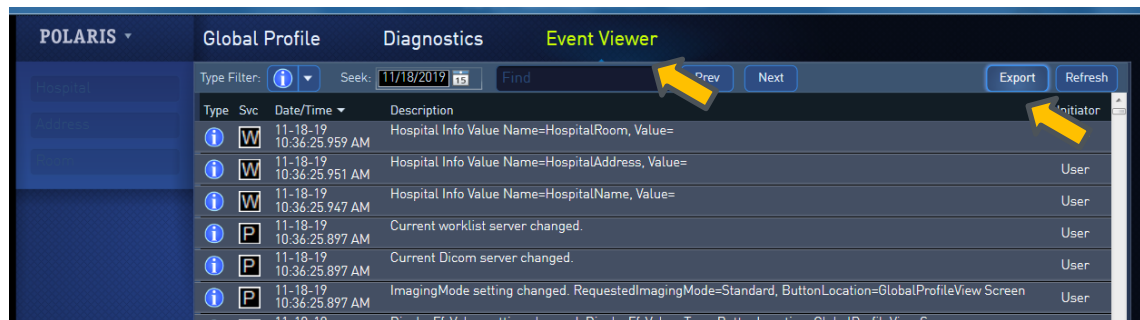 POLARIS
Global Profile Diagnostics Event Viewer
Hospital
Address
Room
Type Filter: Seek: 11/18/2019 15 Find Prev Next Export Refresh
Type Svc Date/Time Description Initiator
W 11-18-19 Hospital Info Value Name=HospitalRoom, Value=
10:36:25.959 AM
W 11-18-19 Hospital Info Value Name=HospitalAddress, Value=
10:36:25.951 AM User
W 11-18-19 Hospital Info Value Name=HospitalName, Value=
10:36:25.947 AM User
P 11-18-19 Current worklist server changed.
10:36:25.897 AM User
P 11-18-19 Current Dicom server changed.
10:36:25.897 AM User
P 11-18-19 ImagingMode setting changed. RequestedImagingMode=Standard, ButtonLocation=GlobalProfileView Screen
10:36:25.897 AM User